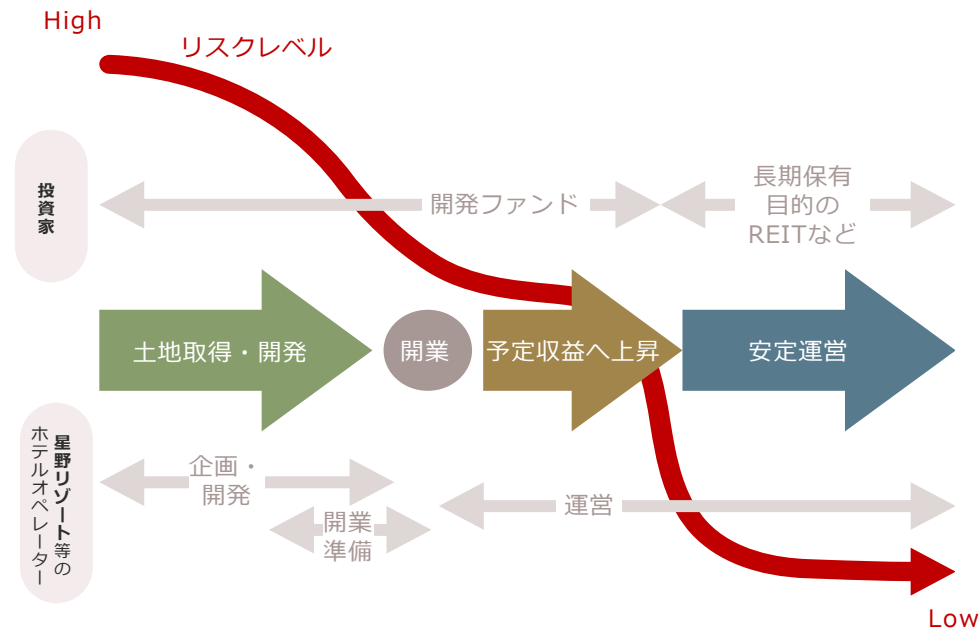 High
リスクレベル
投資家
開発ファンド
長期保有
目的の
REITなど
土地取得・開発
開業
予定収益へ上昇
安定運営
星野リゾート等の
ホテルオペレーター
企画・
開発
開業
準備
運営
Low